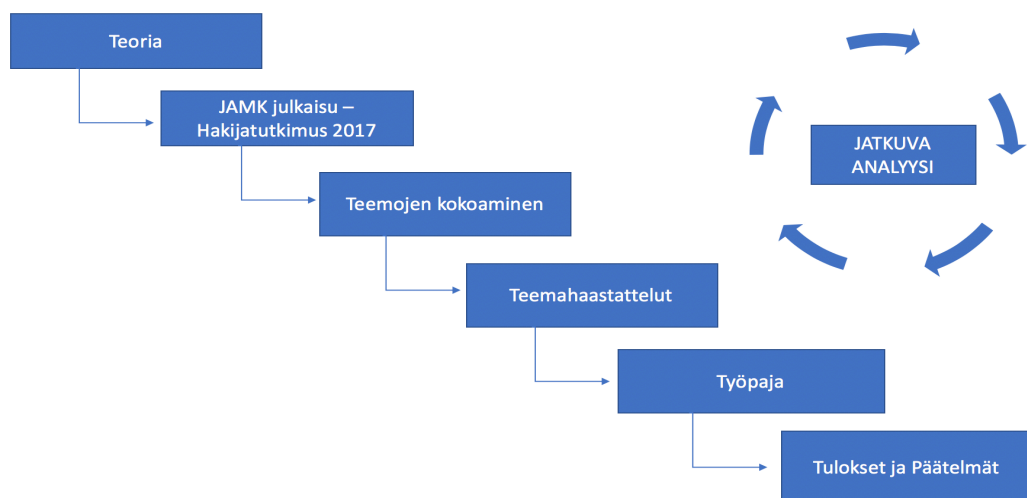 Teoria
JAMK julkaisu –
Hakijatutkimus 2017
JATKUVA
ANALYYSI
Teemojen kokoaminen
Teemahaastattelut
Työpaja
Tulokset ja Päätelmät